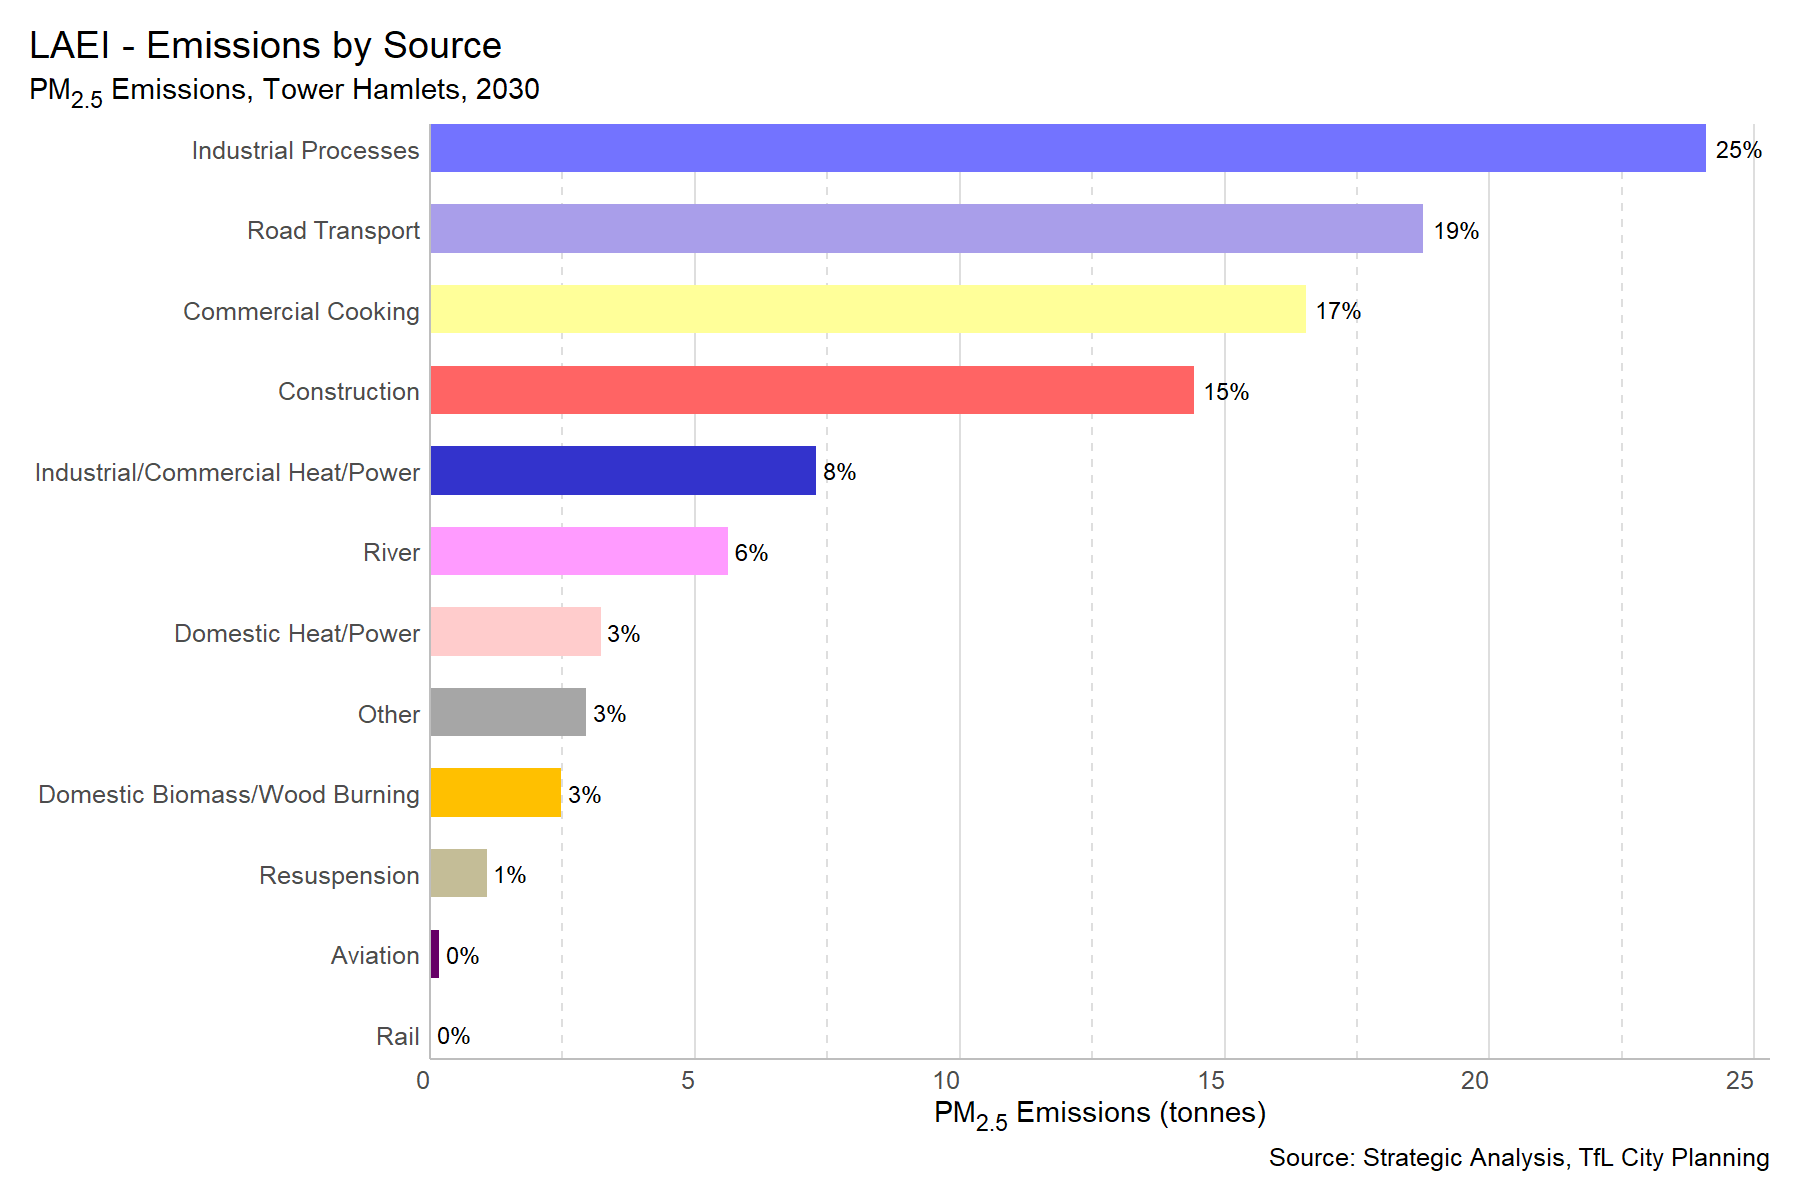 LAEI - Emissions by Source
PM2.5 Emissions, Tower Hamlets, 2030
Industrial Processes 25%
Road Transport 19%
Commercial Cooking 17%
Construction 15%
Industrial/Commercial Heat/Power 8%
River 6%
Domestic Heat/Power 3%
Other 3%
Domestic Biomass/Wood Burning 3%
Resuspension 1%
Aviation 0%
Rail 0%
0 5 10 15 20 25
PM2.5 Emissions (tonnes)
Source: Strategic Analysis, TfL City Planning